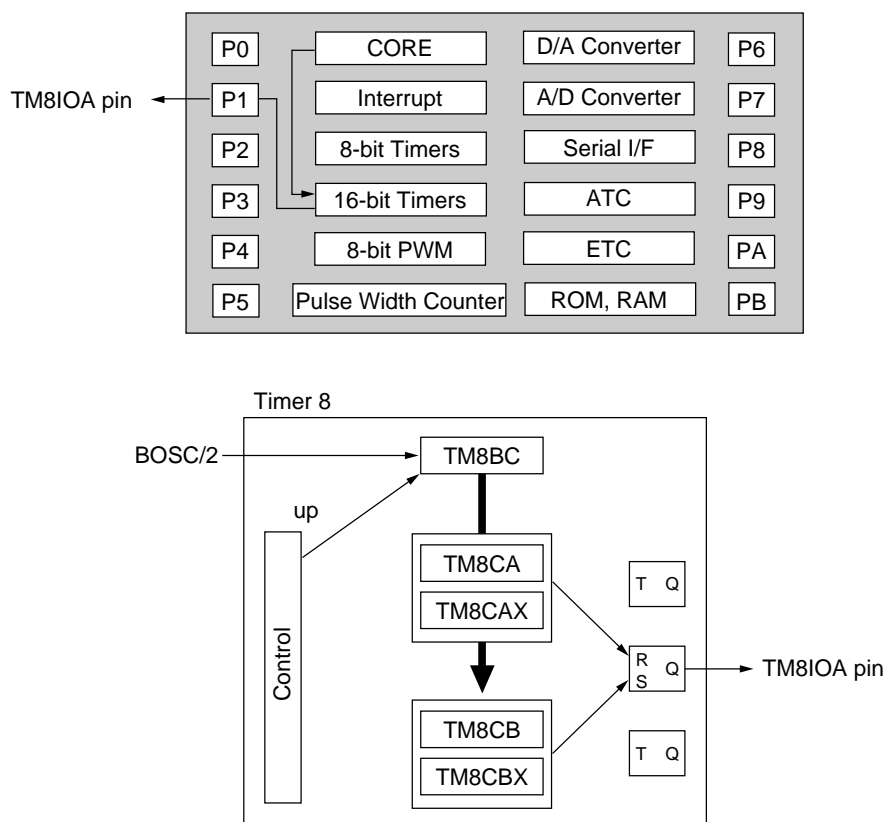 P0 CORE D/A Converter P6
TM8IOA pin P1 Interrupt A/D Converter P7
P2 8-bit Timers Serial I/F P8
P3 16-bit Timers ATC P9
P4 8-bit PWM ETC PA
P5 Pulse Width Counter ROM, RAM PB
Timer 8
BOSC/2 TM8BC
up
Control
TM8CA
TM8CAX
T Q
R
S Q
TM8IOA pin
TM8CB
TM8CBX
T Q